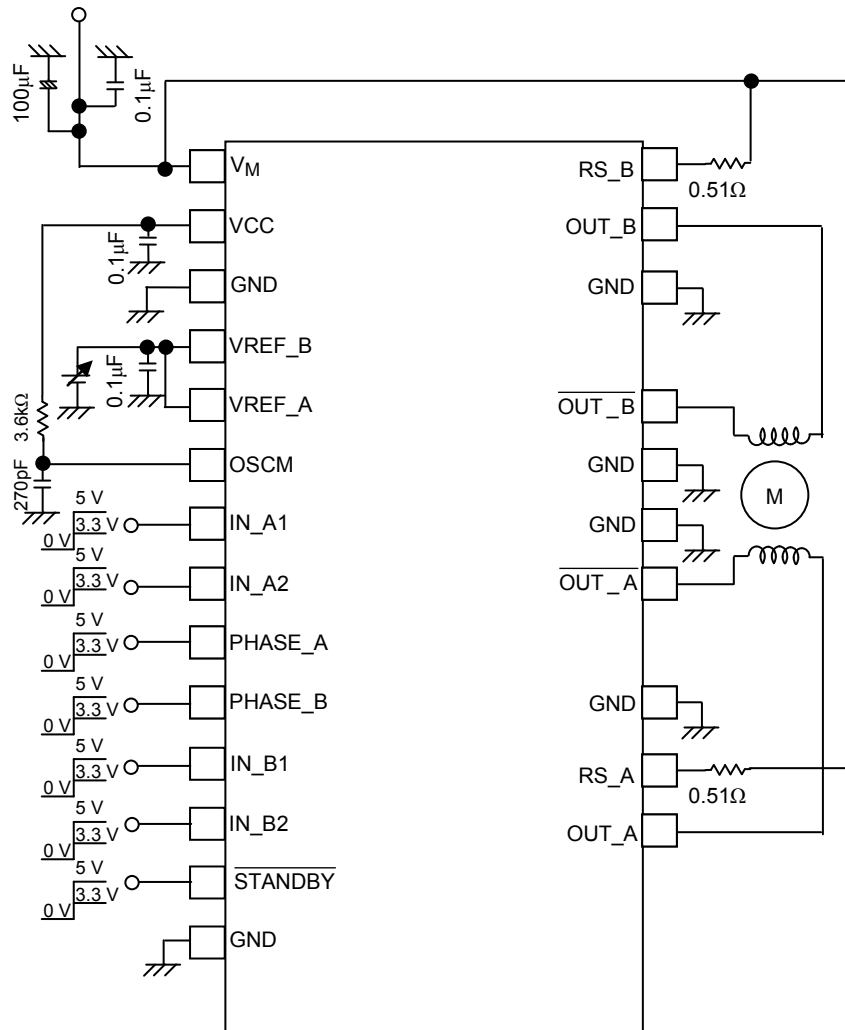 100μF
0.1μF
VM
VCC
0.1μF
GND
VREF_B
0.1μF
VREF_A
3.6kΩ
OSCM
270pF
5 V
3.3 V
0 V
IN_A1
5 V
3.3 V
0 V
IN_A2
5 V
3.3 V
0 V
PHASE_A
5 V
3.3 V
0 V
PHASE_B
5 V
3.3 V
0 V
IN_B1
5 V
3.3 V
0 V
IN_B2
5 V
3.3 V
0 V
STANDBY
GND
RS_B
0.51Ω
OUT_B
GND
OUT_B
GND
M
GND
OUT_A
GND
RS_A
0.51Ω
OUT_A